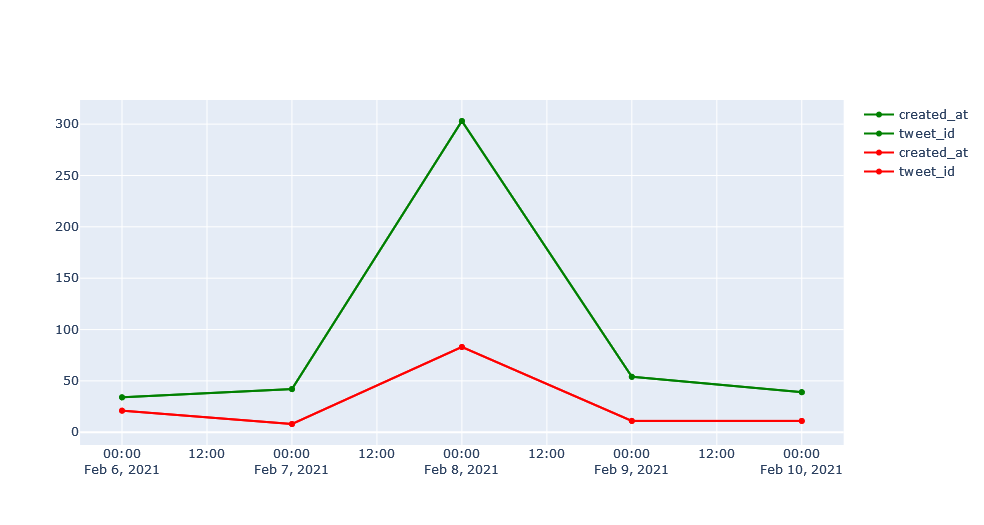 300
250
200
150
100
50
0
00:00 12:00 00:00 12:00 00:00 12:00 00:00 12:00 00:00
Feb 6, 2021 Feb 7, 2021 Feb 8, 2021 Feb 9, 2021 Feb 10, 2021
created_at
tweet_id
created_at
tweet_id